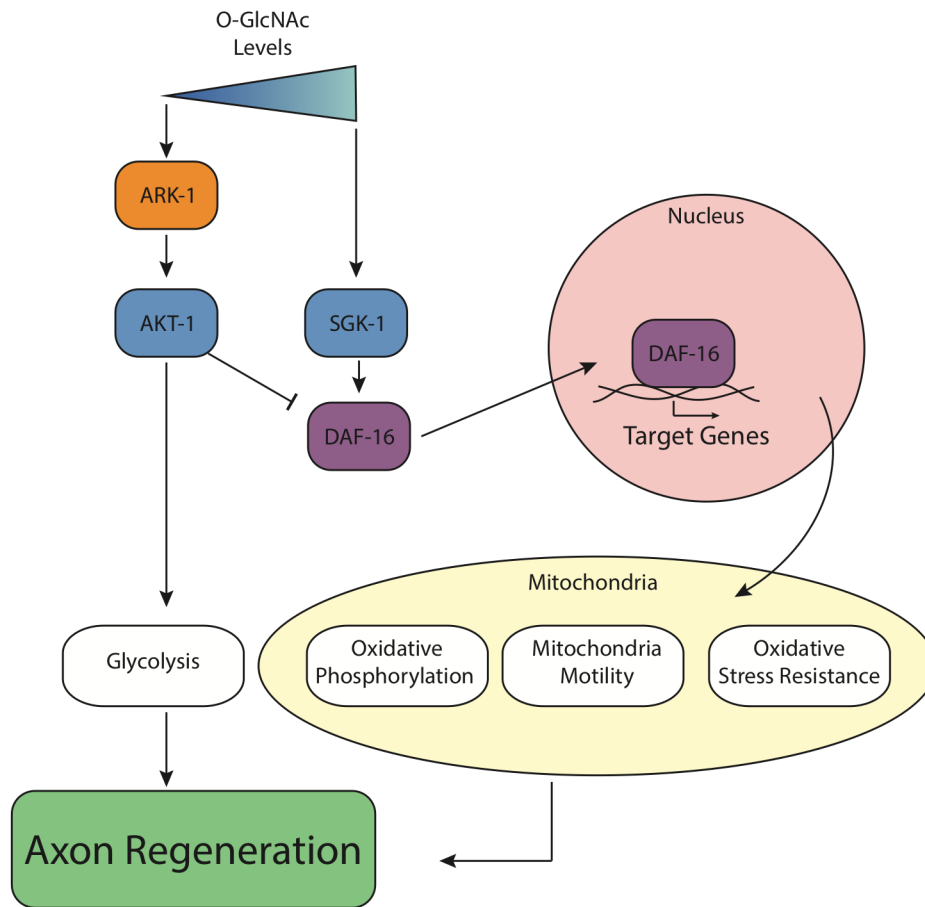 O-GlcNAc
Levels
ARK-1
Nucleus
AKT-1
SGK-1
DAF-16
DAF-16
Target Genes
Mitochondria
Glycolysis
Oxidative
Phosphorylation
Mitochondria
Motility
Oxidative
Stress Resistance
Axon Regeneration